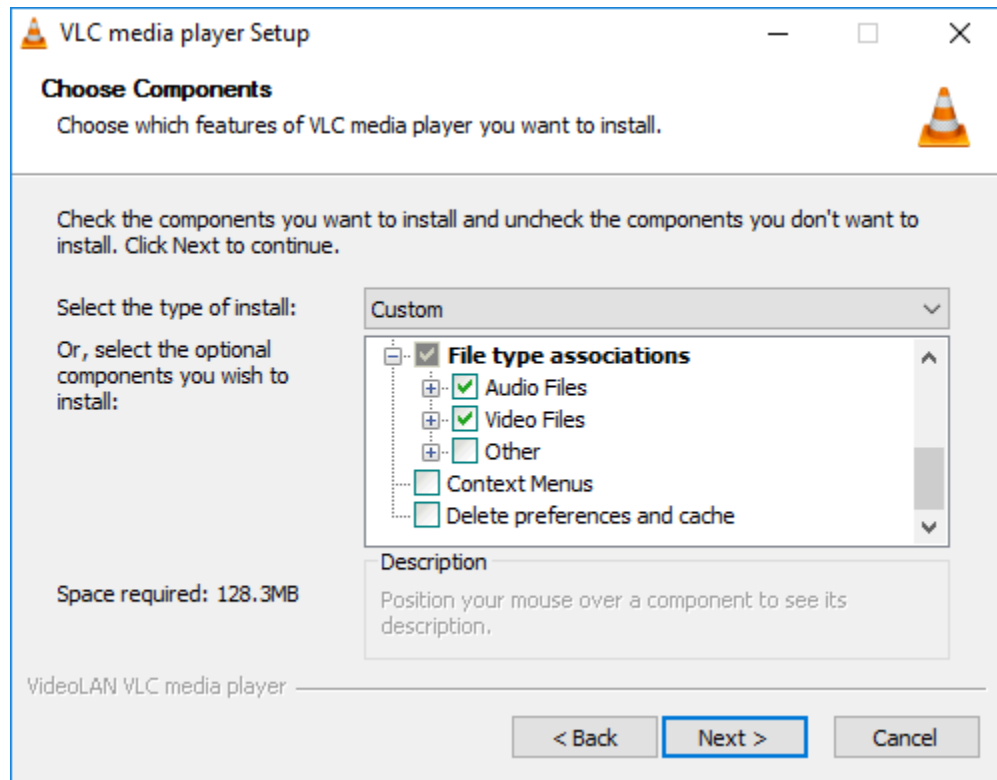 VLC media player Setup
Choose Components
Choose which features of VLC media player you want to install.
Check the components you want to install and uncheck the components you don't want to
install. Click Next to continue.
Select the type of install:
Custom
Or, select the optional
components you wish to
install:
File type associations
Audio Files
Video Files
Other
Context Menus
Delete preferences and cache
Space required: 128.3MB
Description
Position your mouse over a component to see its
description.
VideoLAN VLC media player
< Back
Next >
Cancel